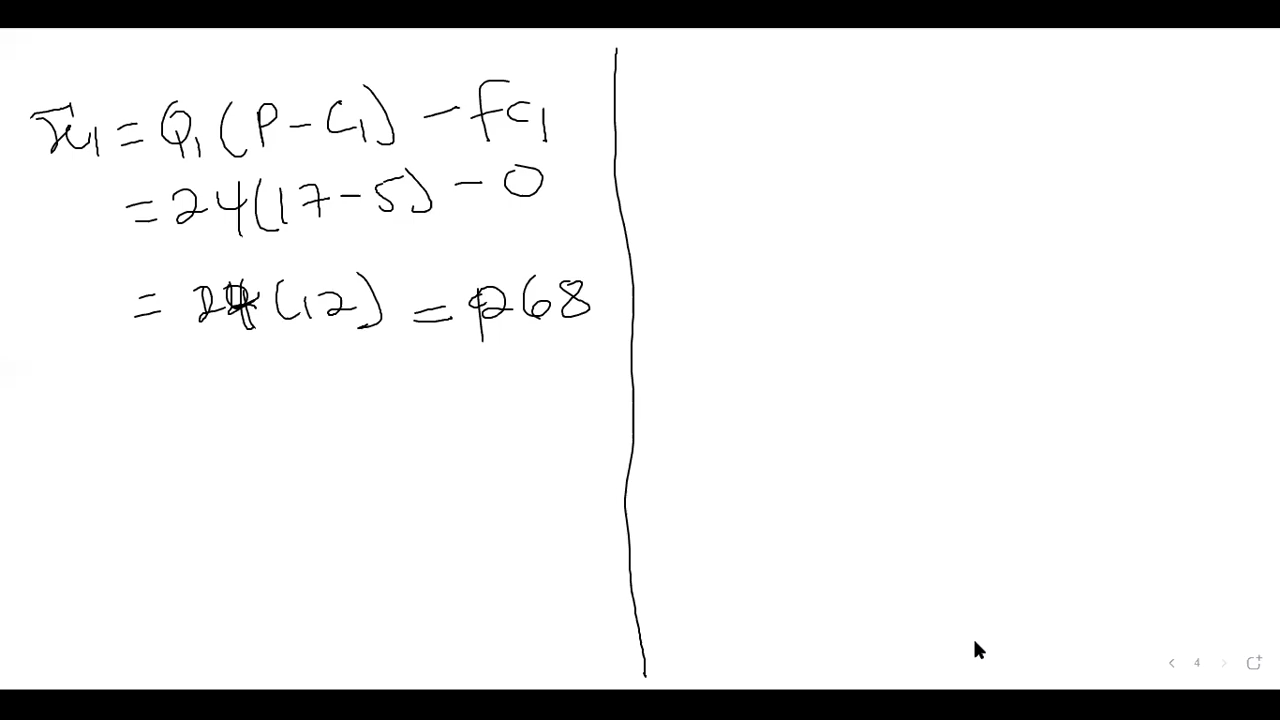 π₁ = Q₁(P - C₁) - FC₁
= 24(17 - 5) - 0
= 24(12) = 268
4